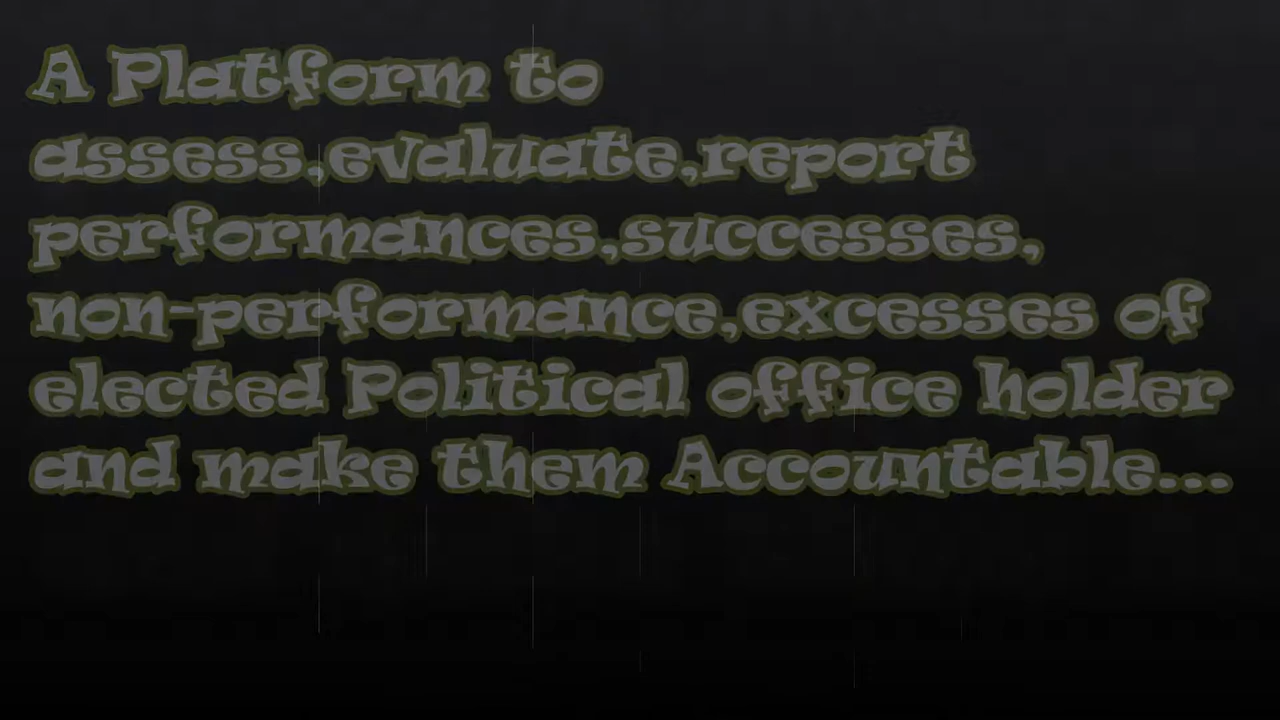 A Platform to
assess,evaluate,report
performances,successes,
non-performance,excesses of
elected Political office holder
and make them Accountable...